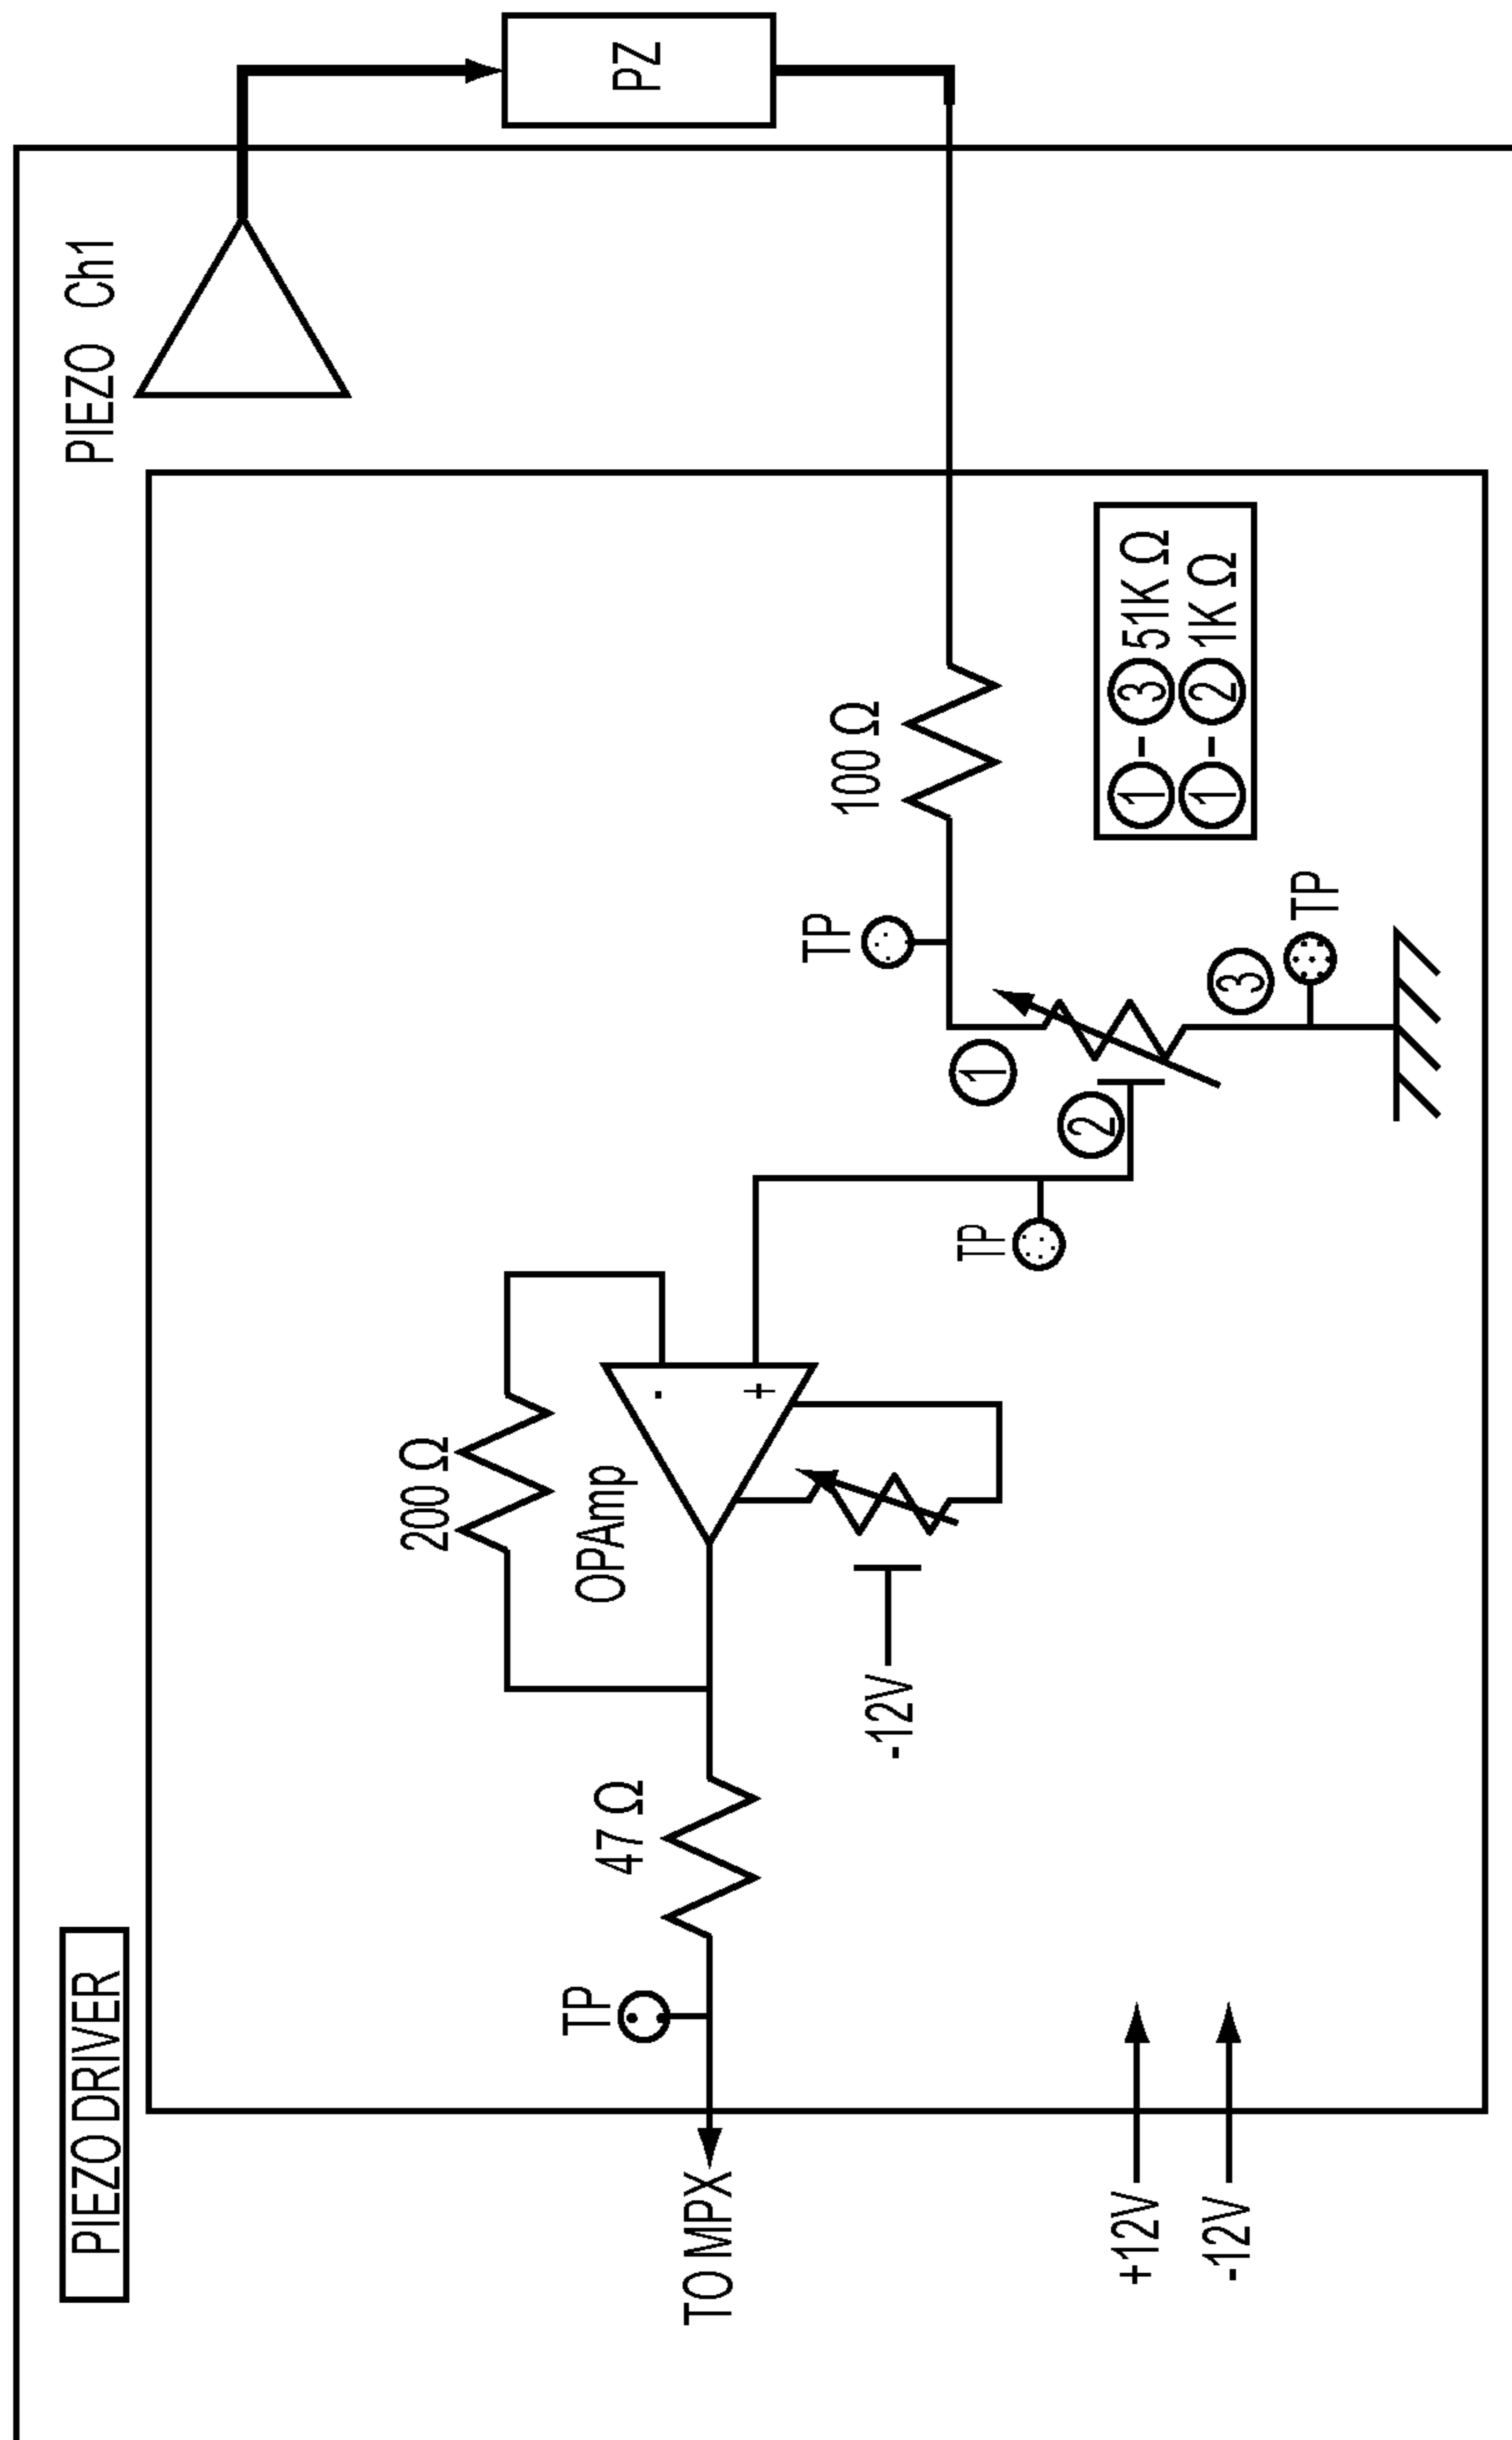 PIEZO DRIVER
PIEZO Ch1
PZ
TO MPX
TP
47 Ω
200 Ω
OPAmp
-
+
-12V
TP
TP
100 Ω
1
2
3
TP
1-3 51K Ω
1-2 1K Ω
+12V
-12V